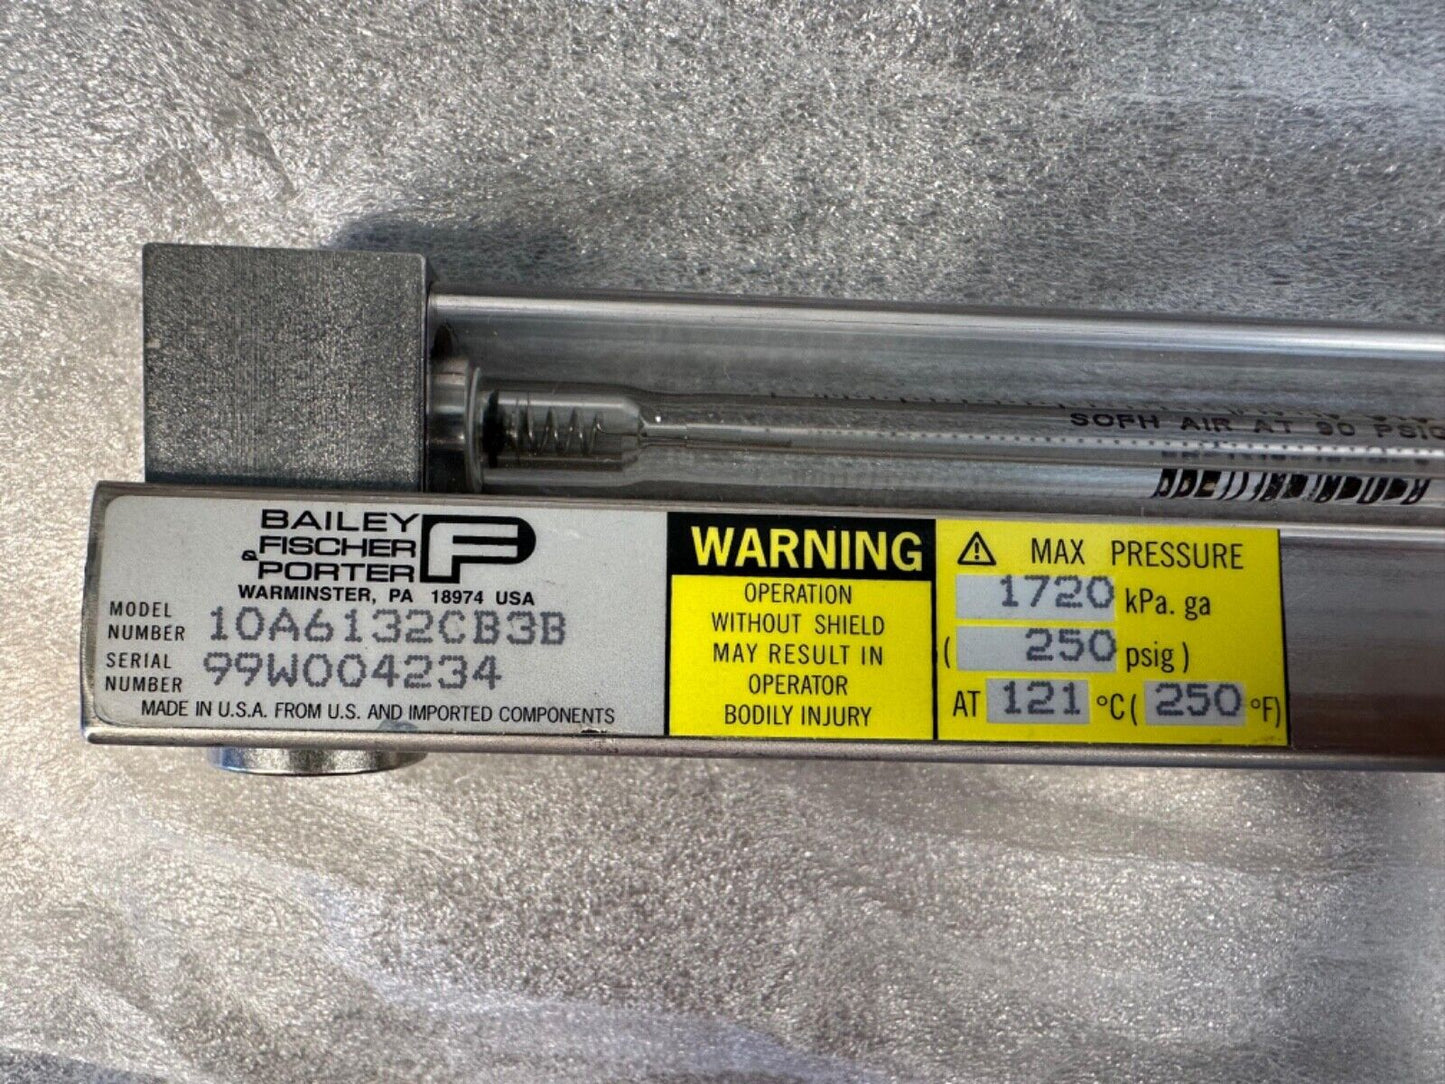 SCFH AIR AT 90 PSIG
BAILEY
& FISCHER
PORTER
FP
WARMINSTER, PA 18974 USA
MODEL
NUMBER 10A6132CB3B
SERIAL
NUMBER 99W004234
MADE IN U.S.A. FROM U.S. AND IMPORTED COMPONENTS
WARNING
OPERATION
WITHOUT SHIELD
MAY RESULT IN
OPERATOR
BODILY INJURY
MAX PRESSURE
1720 kPa. ga
( 250 psig )
AT 121 °C ( 250 °F)